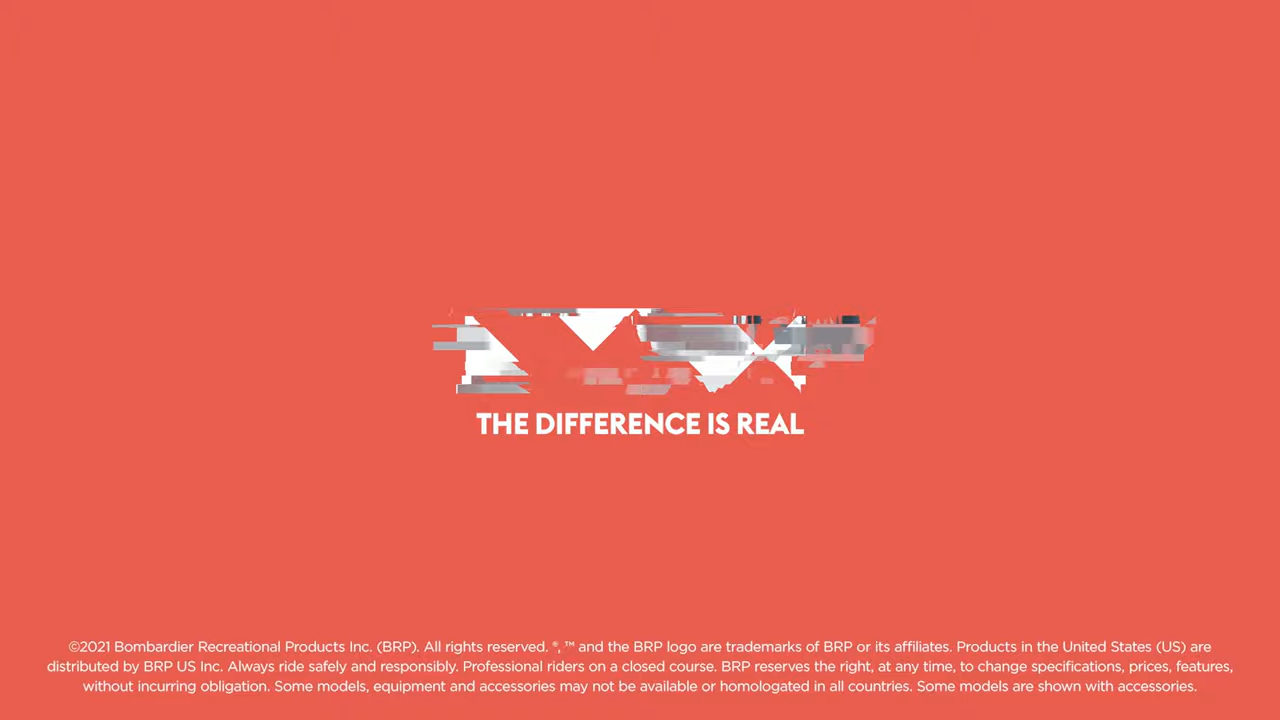 THE DIFFERENCE IS REAL
©2021 Bombardier Recreational Products Inc. (BRP). All rights reserved. ®, ™ and the BRP logo are trademarks of BRP or its affiliates. Products in the United States (US) are
distributed by BRP US Inc. Always ride safely and responsibly. Professional riders on a closed course. BRP reserves the right, at any time, to change specifications, prices, features,
without incurring obligation. Some models, equipment and accessories may not be available or homologated in all countries. Some models are shown with accessories.